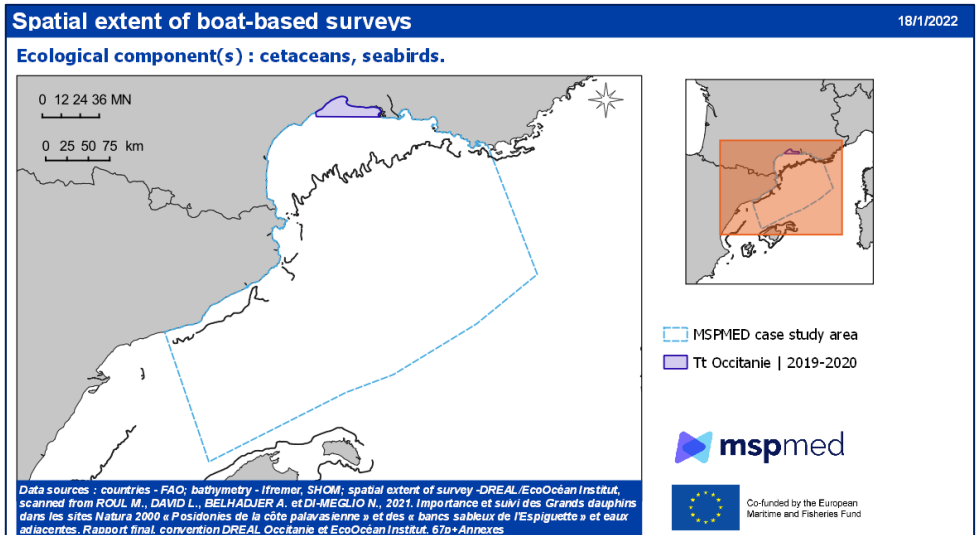 Spatial extent of boat-based surveys
18/1/2022
Ecological component(s) : cetaceans, seabirds.
0 12 24 36 MN
0 25 50 75 km
MSPMED case study area
Tt Occitanie | 2019-2020
mspmed
Co-funded by the European
Maritime and Fisheries Fund
Data sources : countries - FAO; bathymetry - Ifremer, SHOM; spatial extent of survey -DREAL/EcoOcéan Institut,
scanned from ROUL M., DAVID L., BELHADJER A. et DI-MEGLIO N., 2021. Importance et suivi des Grands dauphins
dans les sites Natura 2000 « Posidonies de la côte palavasienne » et des « bancs sableux de l'Espiguette » et eaux
adjacentes. Rapport final. convention DREAL Occitanie et EcoOcéan Institut. 67p+Annexes